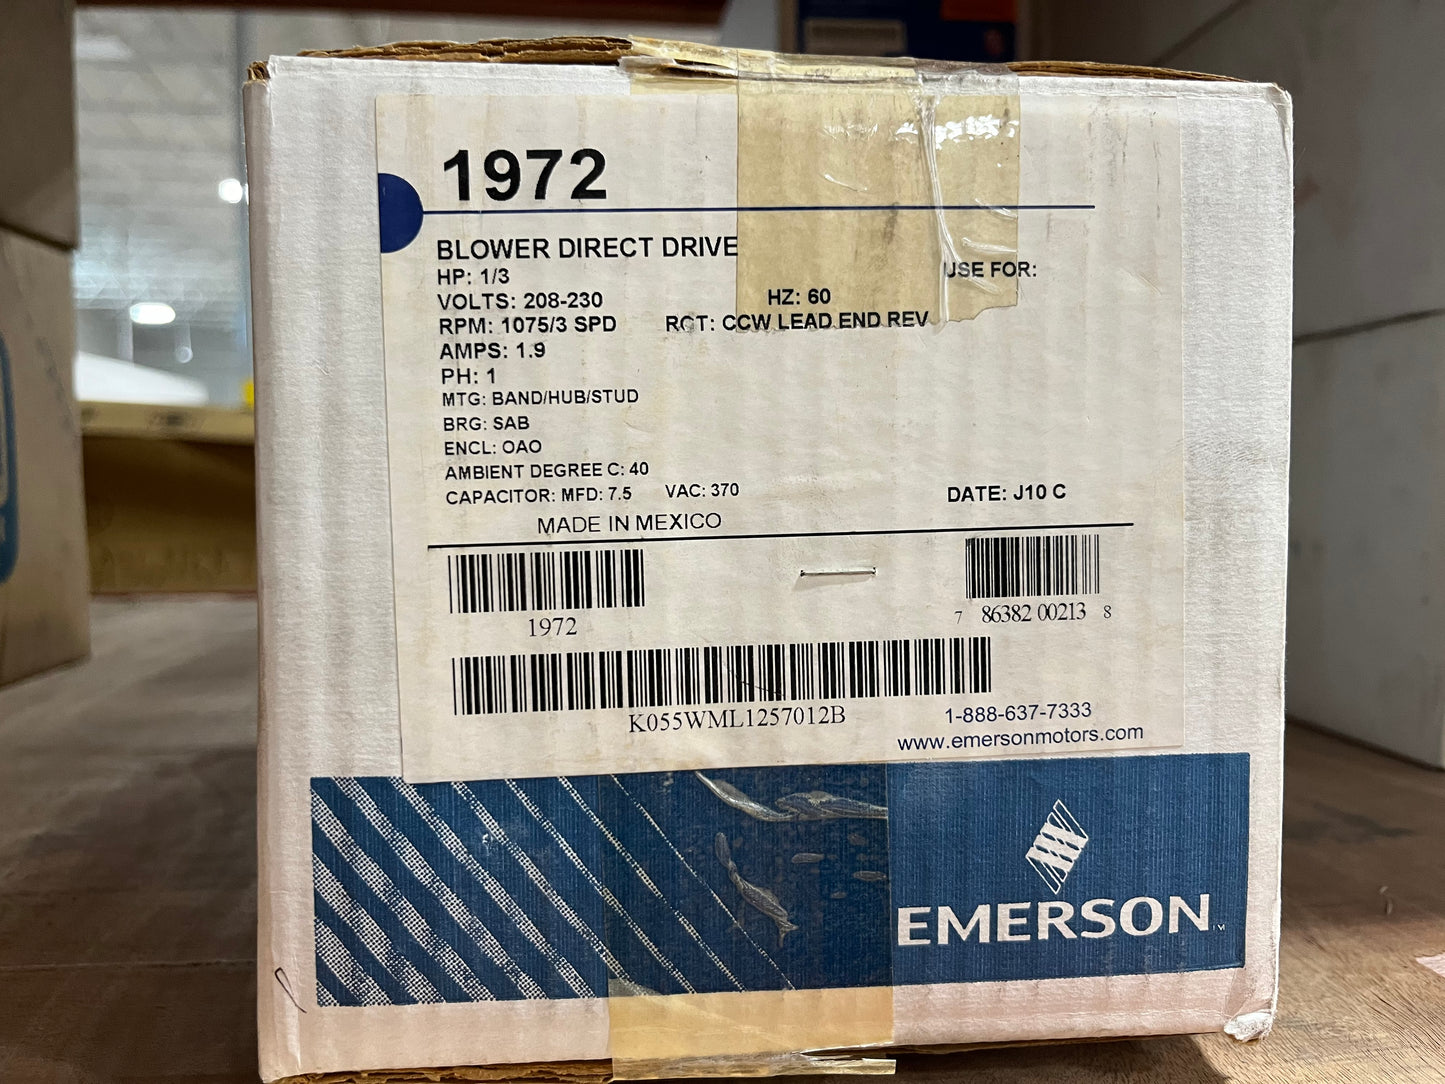 1972
BLOWER DIRECT DRIVE
HP: 1/3
USE FOR:
VOLTS: 208-230 HZ: 60
RPM: 1075/3 SPD ROT: CCW LEAD END REV
AMPS: 1.9
PH: 1
MTG: BAND/HUB/STUD
BRG: SAB
ENCL: OAO
AMBIENT DEGREE C: 40
CAPACITOR: MFD: 7.5 VAC: 370 DATE: J10 C
MADE IN MEXICO
1972
7 86382 00213 8
K055WML1257012B
1-888-637-7333
www.emersonmotors.com
EMERSON